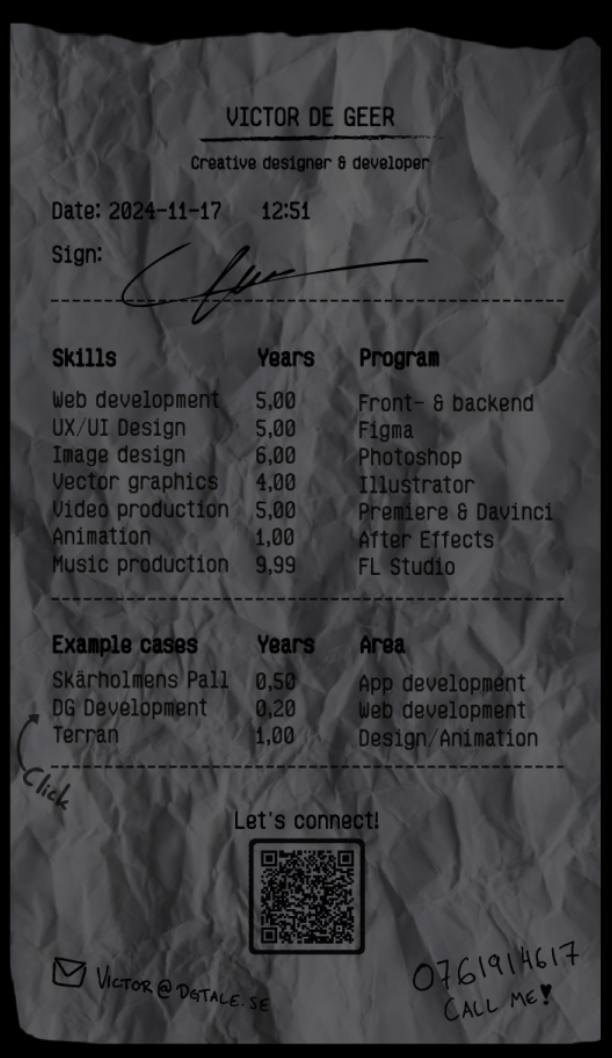 VICTOR DE GEER
Creative designer & developer
Date: 2024-11-17 12:51
Sign:
Skills Years Program
Web development 5,00 Front- & backend
UX/UI Design 5,00 Figma
Image design 6,00 Photoshop
Vector graphics 4,00 Illustrator
Video production 5,00 Premiere & Davinci
Animation 1,00 After Effects
Music production 9,99 FL Studio
Example cases Years Area
Skärholmens Pall 0,50 App development
DG Development 0,20 Web development
Terran 1,00 Design/Animation
Click
Let's connect!
VICTOR@DGTALE.SE
0761914617
CALL ME♥